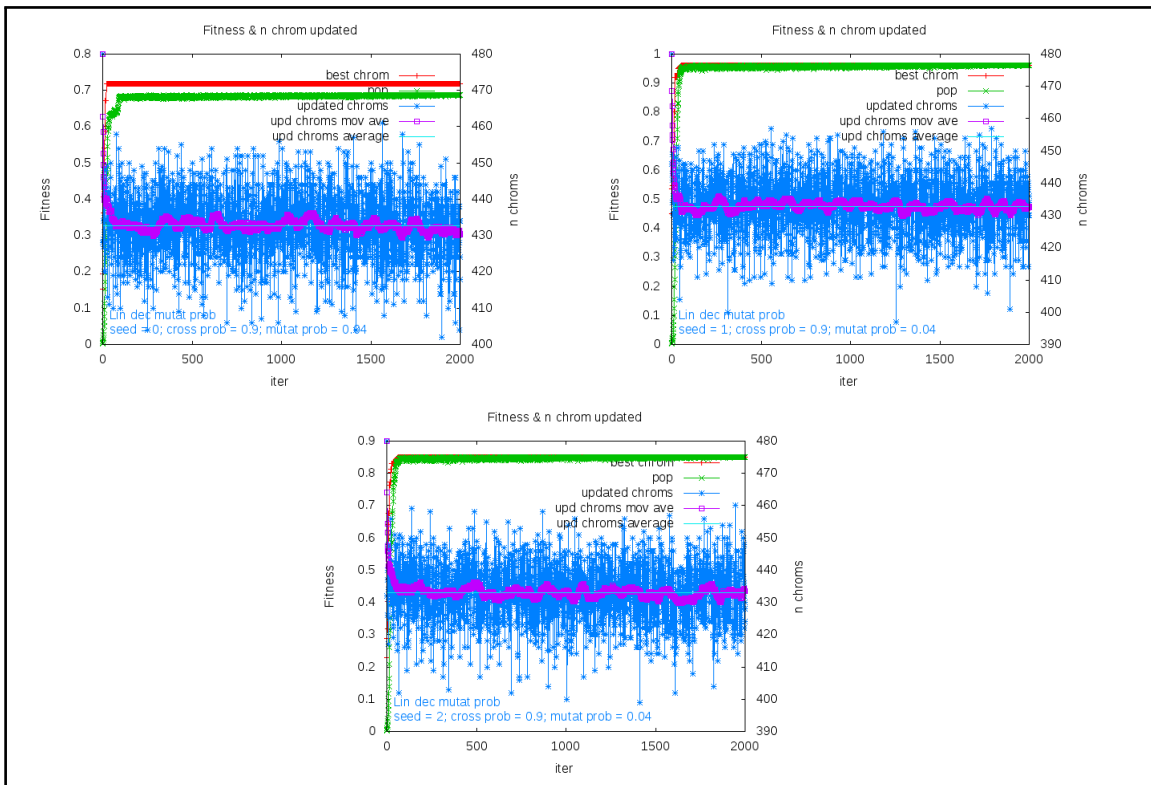 Fitness & n chrom updated
0.8
0.7
0.6
0.5
0.4
0.3
0.2
0.1
0
480
470
460
450
440
430
420
410
400
Fitness
n chroms
best chrom
pop
updated chroms
upd chroms mov ave
upd chroms average
Lin dec mutat prob
seed = 0; cross prob = 0.9; mutat prob = 0.04
0 500 1000 1500 2000
iter
Fitness & n chrom updated
1
0.9
0.8
0.7
0.6
0.5
0.4
0.3
0.2
0.1
0
480
470
460
450
440
430
420
410
400
390
Fitness
n chroms
best chrom
pop
updated chroms
upd chroms mov ave
upd chroms average
Lin dec mutat prob
seed = 1; cross prob = 0.9; mutat prob = 0.04
0 500 1000 1500 2000
iter
Fitness & n chrom updated
0.9
0.8
0.7
0.6
0.5
0.4
0.3
0.2
0.1
0
480
470
460
450
440
430
420
410
400
390
Fitness
n chroms
best chrom
pop
updated chroms
upd chroms mov ave
upd chroms average
Lin dec mutat prob
seed = 2; cross prob = 0.9; mutat prob = 0.04
0 500 1000 1500 2000
iter